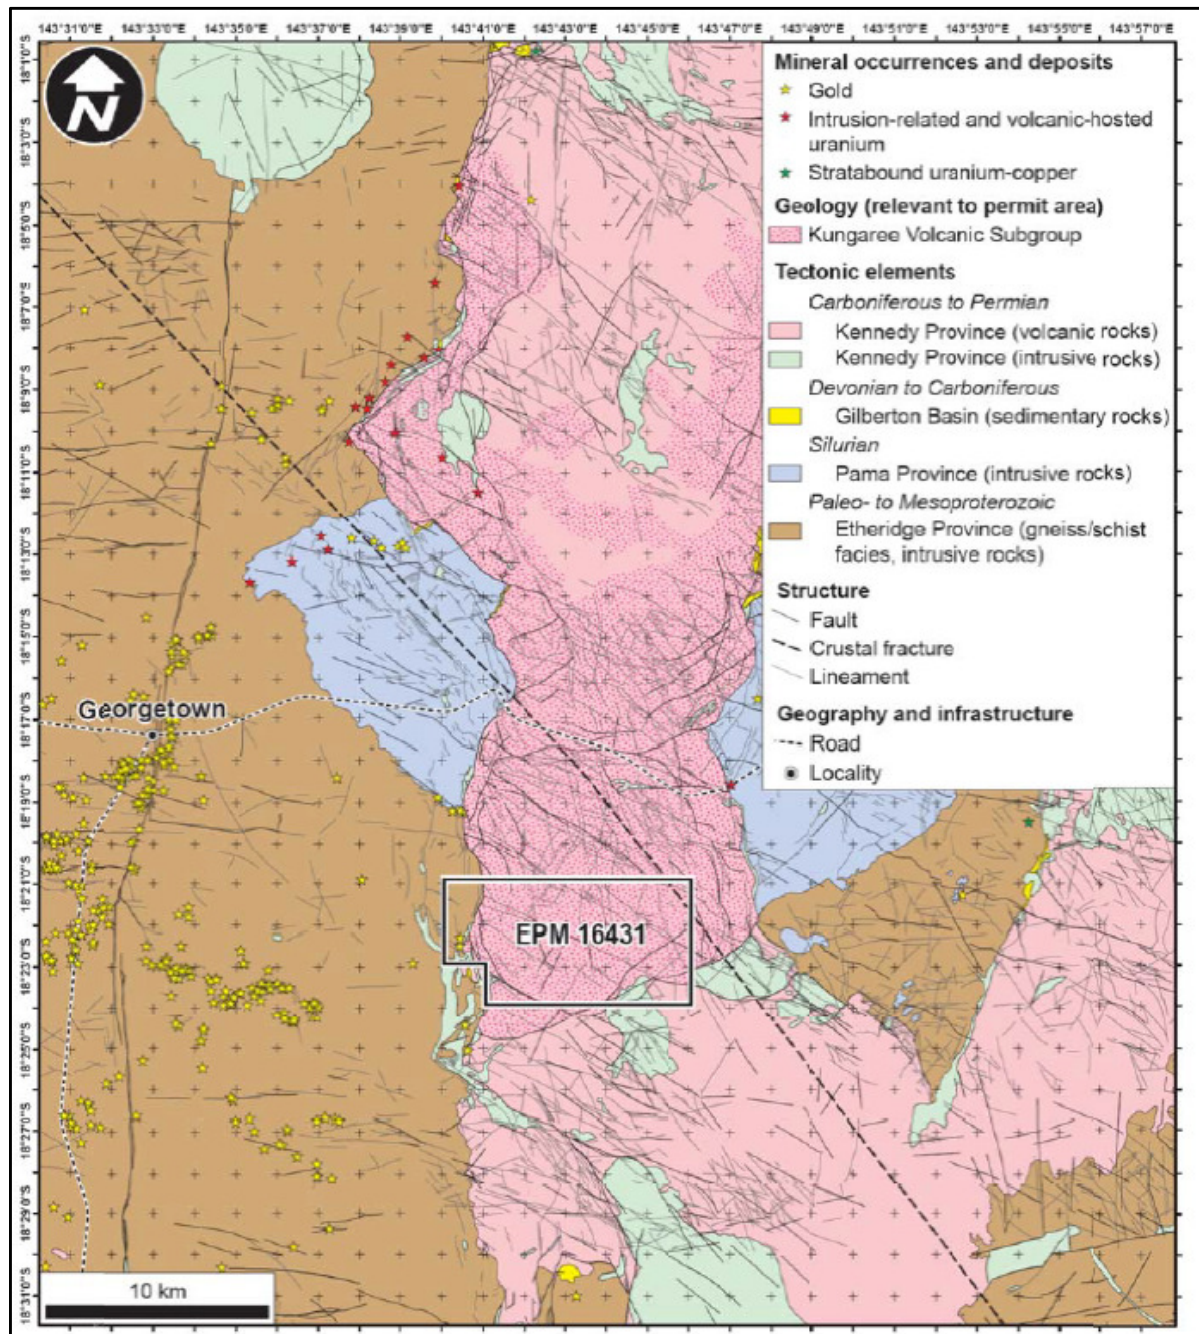 143°31'0"E 143°33'0"E 143°35'0"E 143°37'0"E 143°39'0"E 143°41'0"E 143°43'0"E 143°45'0"E 143°47'0"E 143°49'0"E 143°51'0"E 143°53'0"E 143°55'0"E 143°57'0"E
18°1'0"S
18°3'0"S
18°5'0"S
18°7'0"S
18°9'0"S
18°11'0"S
18°13'0"S
18°15'0"S
18°17'0"S
18°19'0"S
18°21'0"S
18°23'0"S
18°25'0"S
18°27'0"S
18°29'0"S
18°31'0"S
N
Mineral occurrences and deposits
Gold
Intrusion-related and volcanic-hosted
uranium
Stratabound uranium-copper
Geology (relevant to permit area)
Kungaree Volcanic Subgroup
Tectonic elements
Carboniferous to Permian
Kennedy Province (volcanic rocks)
Kennedy Province (intrusive rocks)
Devonian to Carboniferous
Gilberton Basin (sedimentary rocks)
Silurian
Pama Province (intrusive rocks)
Paleo- to Mesoproterozoic
Etheridge Province (gneiss/schist
facies, intrusive rocks)
Structure
Fault
Crustal fracture
Lineament
Geography and infrastructure
Road
Locality
Georgetown
EPM 16431
10 km